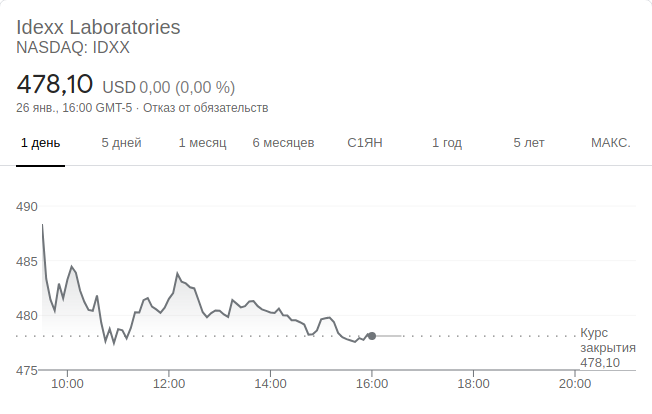 Idexx Laboratories
NASDAQ: IDXX
478,10 USD 0,00 (0,00 %)
26 янв., 16:00 GMT-5 · Отказ от обязательств
1 день 5 дней 1 месяц 6 месяцев С1ЯН 1 год 5 лет МАКС.
490
485
480
475
Курс
закрытия
478,10
10:00 12:00 14:00 16:00 18:00 20:00